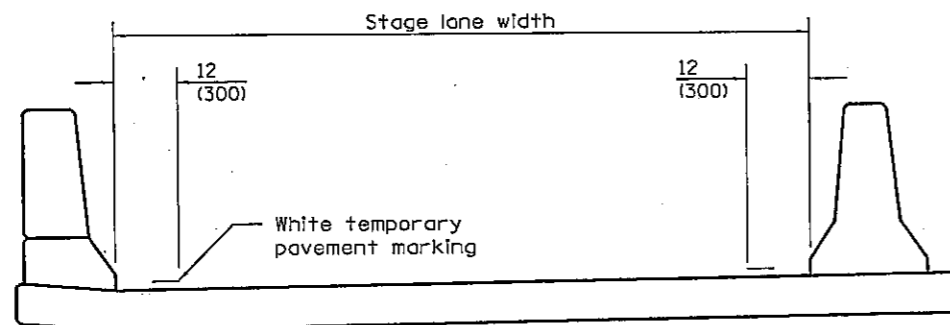 Stage lane width
12
(300)
12
(300)
White temporary
pavement marking